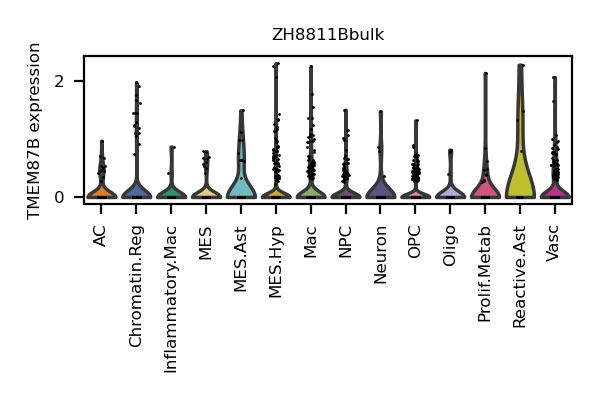 ZH8811Bbulk
TMEM87B expression
2
0
AC
Chromatin.Reg
Inflammatory.Mac
MES
MES.Ast
MES.Hyp
Mac
NPC
Neuron
OPC
Oligo
Prolif.Metab
Reactive.Ast
Vasc